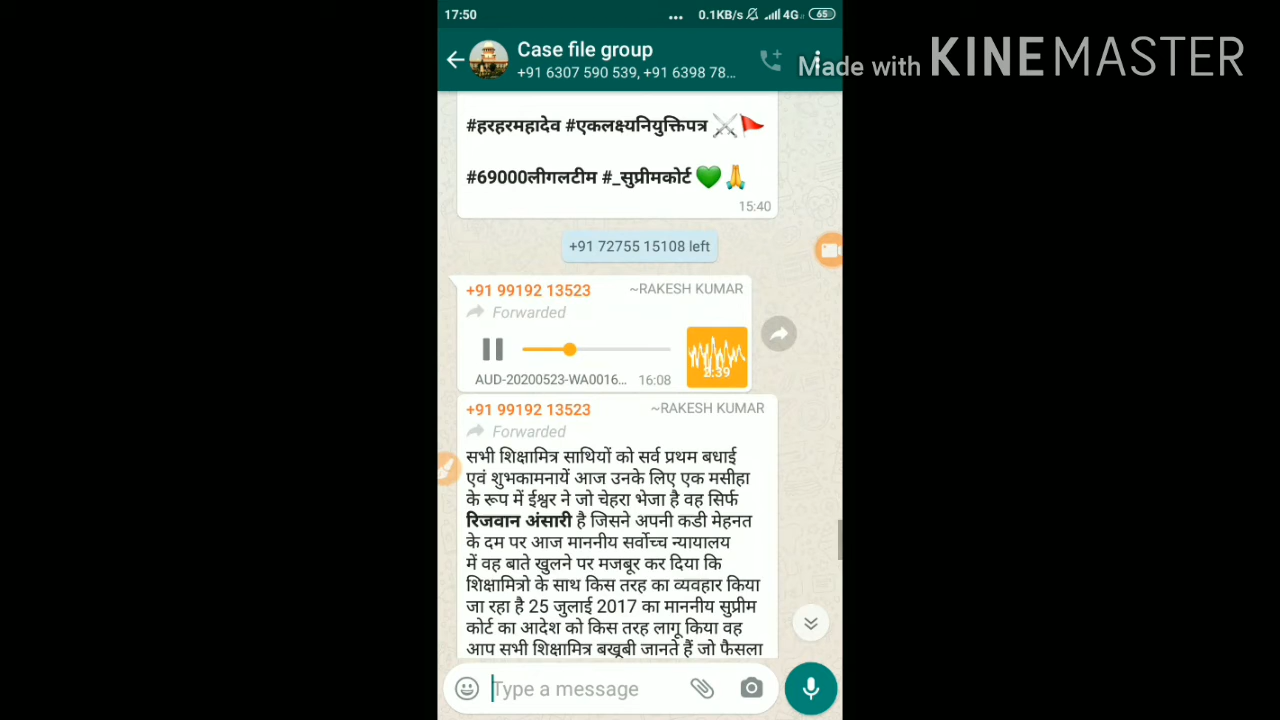 17:50
... 0.1KB/s 4G 65
Case file group
+91 6307 590 539, +91 6398 78...
Made with KINEMASTER
#हरहरमहादेव #एकलक्ष्यनियुक्तिपत्र ⚔️🚩
#69000लीगलटीम #_सुप्रीमकोर्ट 💚🙏
15:40
+91 72755 15108 left
+91 99192 13523 ~RAKESH KUMAR
Forwarded
2:39
AUD-20200523-WA0016... 16:08
+91 99192 13523 ~RAKESH KUMAR
Forwarded
सभी शिक्षामित्र साथियों को सर्व प्रथम बधाई
एवं शुभकामनायें आज उनके लिए एक मसीहा
के रूप में ईश्वर ने जो चेहरा भेजा है वह सिर्फ
रिजवान अंसारी है जिसने अपनी कडी मेहनत
के दम पर आज माननीय सर्वोच्च न्यायालय
में वह बाते खुलने पर मजबूर कर दिया कि
शिक्षामित्रो के साथ किस तरह का व्यवहार किया
जा रहा है 25 जुलाई 2017 का माननीय सुप्रीम
कोर्ट का आदेश को किस तरह लागू किया वह
आप सभी शिक्षामित्र बखूबी जानते हैं जो फैसला
Type a message